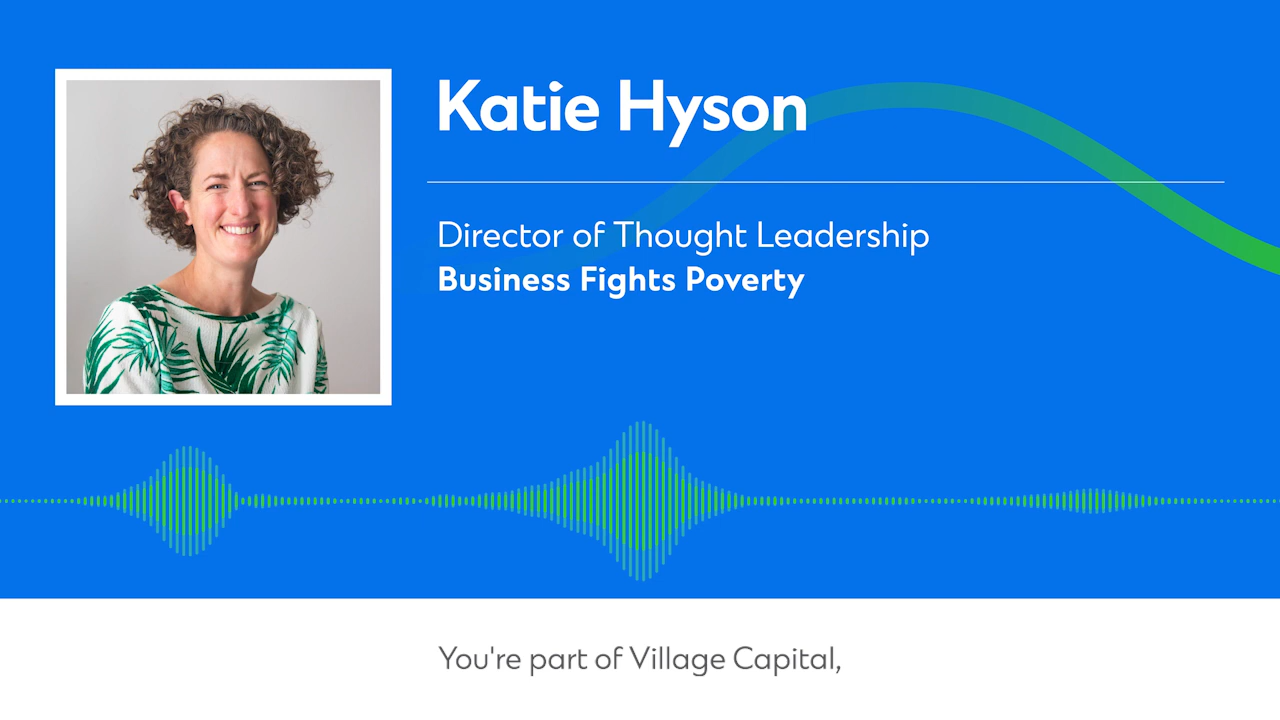 Katie Hyson
Director of Thought Leadership
Business Fights Poverty
You're part of Village Capital,